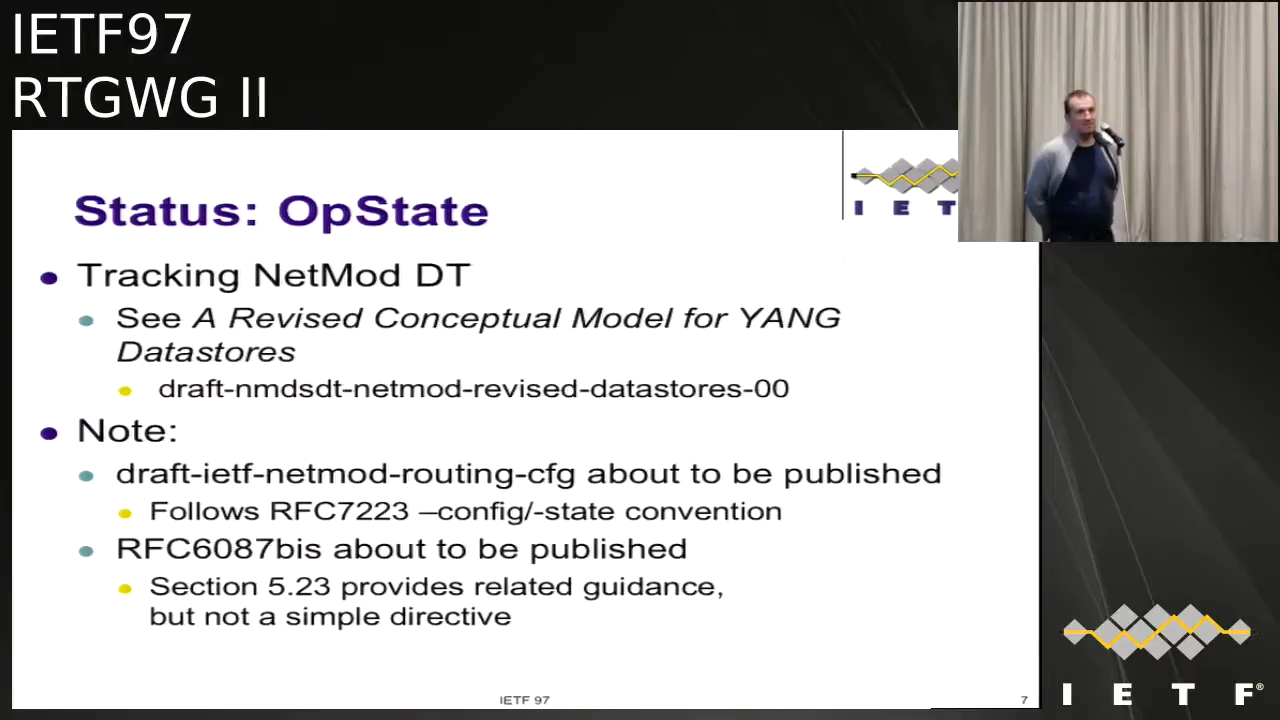 IETF97
RTGWG II
I E T
Status: OpState
Tracking NetMod DT
See A Revised Conceptual Model for YANG
Datastores
draft-nmdsdt-netmod-revised-datastores-00
Note:
draft-ietf-netmod-routing-cfg about to be published
Follows RFC7223 –config/-state convention
RFC6087bis about to be published
Section 5.23 provides related guidance,
but not a simple directive
IETF 97
7
I E T F®